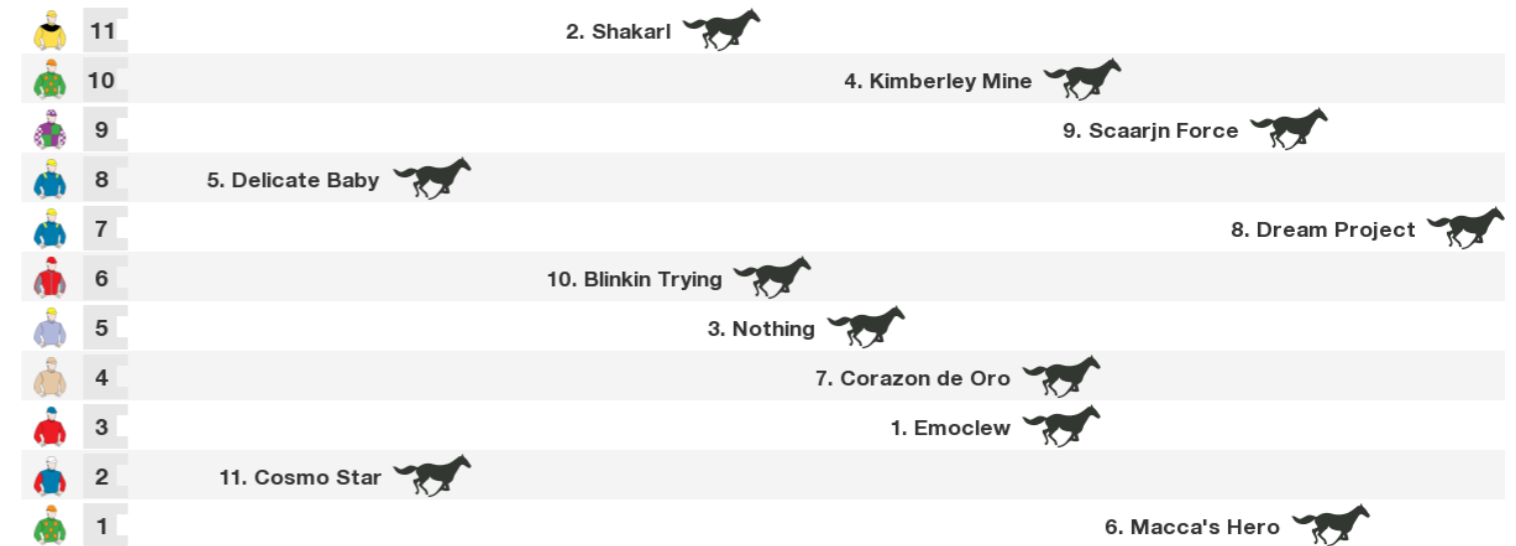 11 2. Shakarl
10 4. Kimberley Mine
9 9. Scaarjn Force
8 5. Delicate Baby
7 8. Dream Project
6 10. Blinkin Trying
5 3. Nothing
4 7. Corazon de Oro
3 1. Emoclew
2 11. Cosmo Star
1 6. Macca's Hero